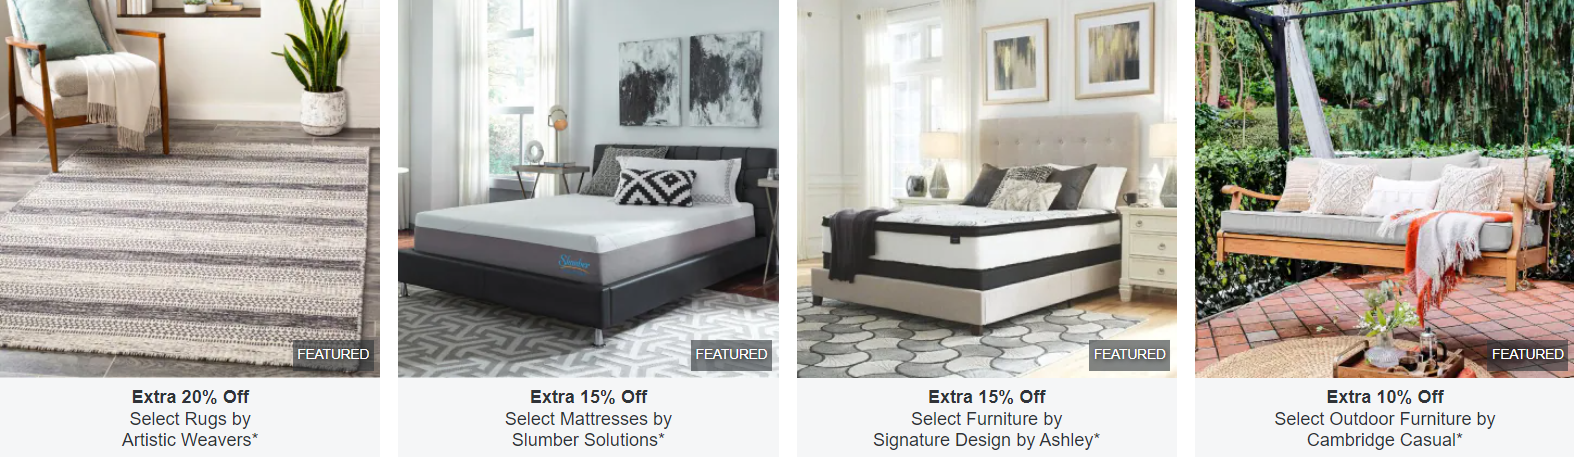 Slumber
FEATURED
FEATURED
FEATURED
FEATURED
Extra 20% Off
Select Rugs by
Artistic Weavers*
Extra 15% Off
Select Mattresses by
Slumber Solutions*
Extra 15% Off
Select Furniture by
Signature Design by Ashley*
Extra 10% Off
Select Outdoor Furniture by
Cambridge Casual*